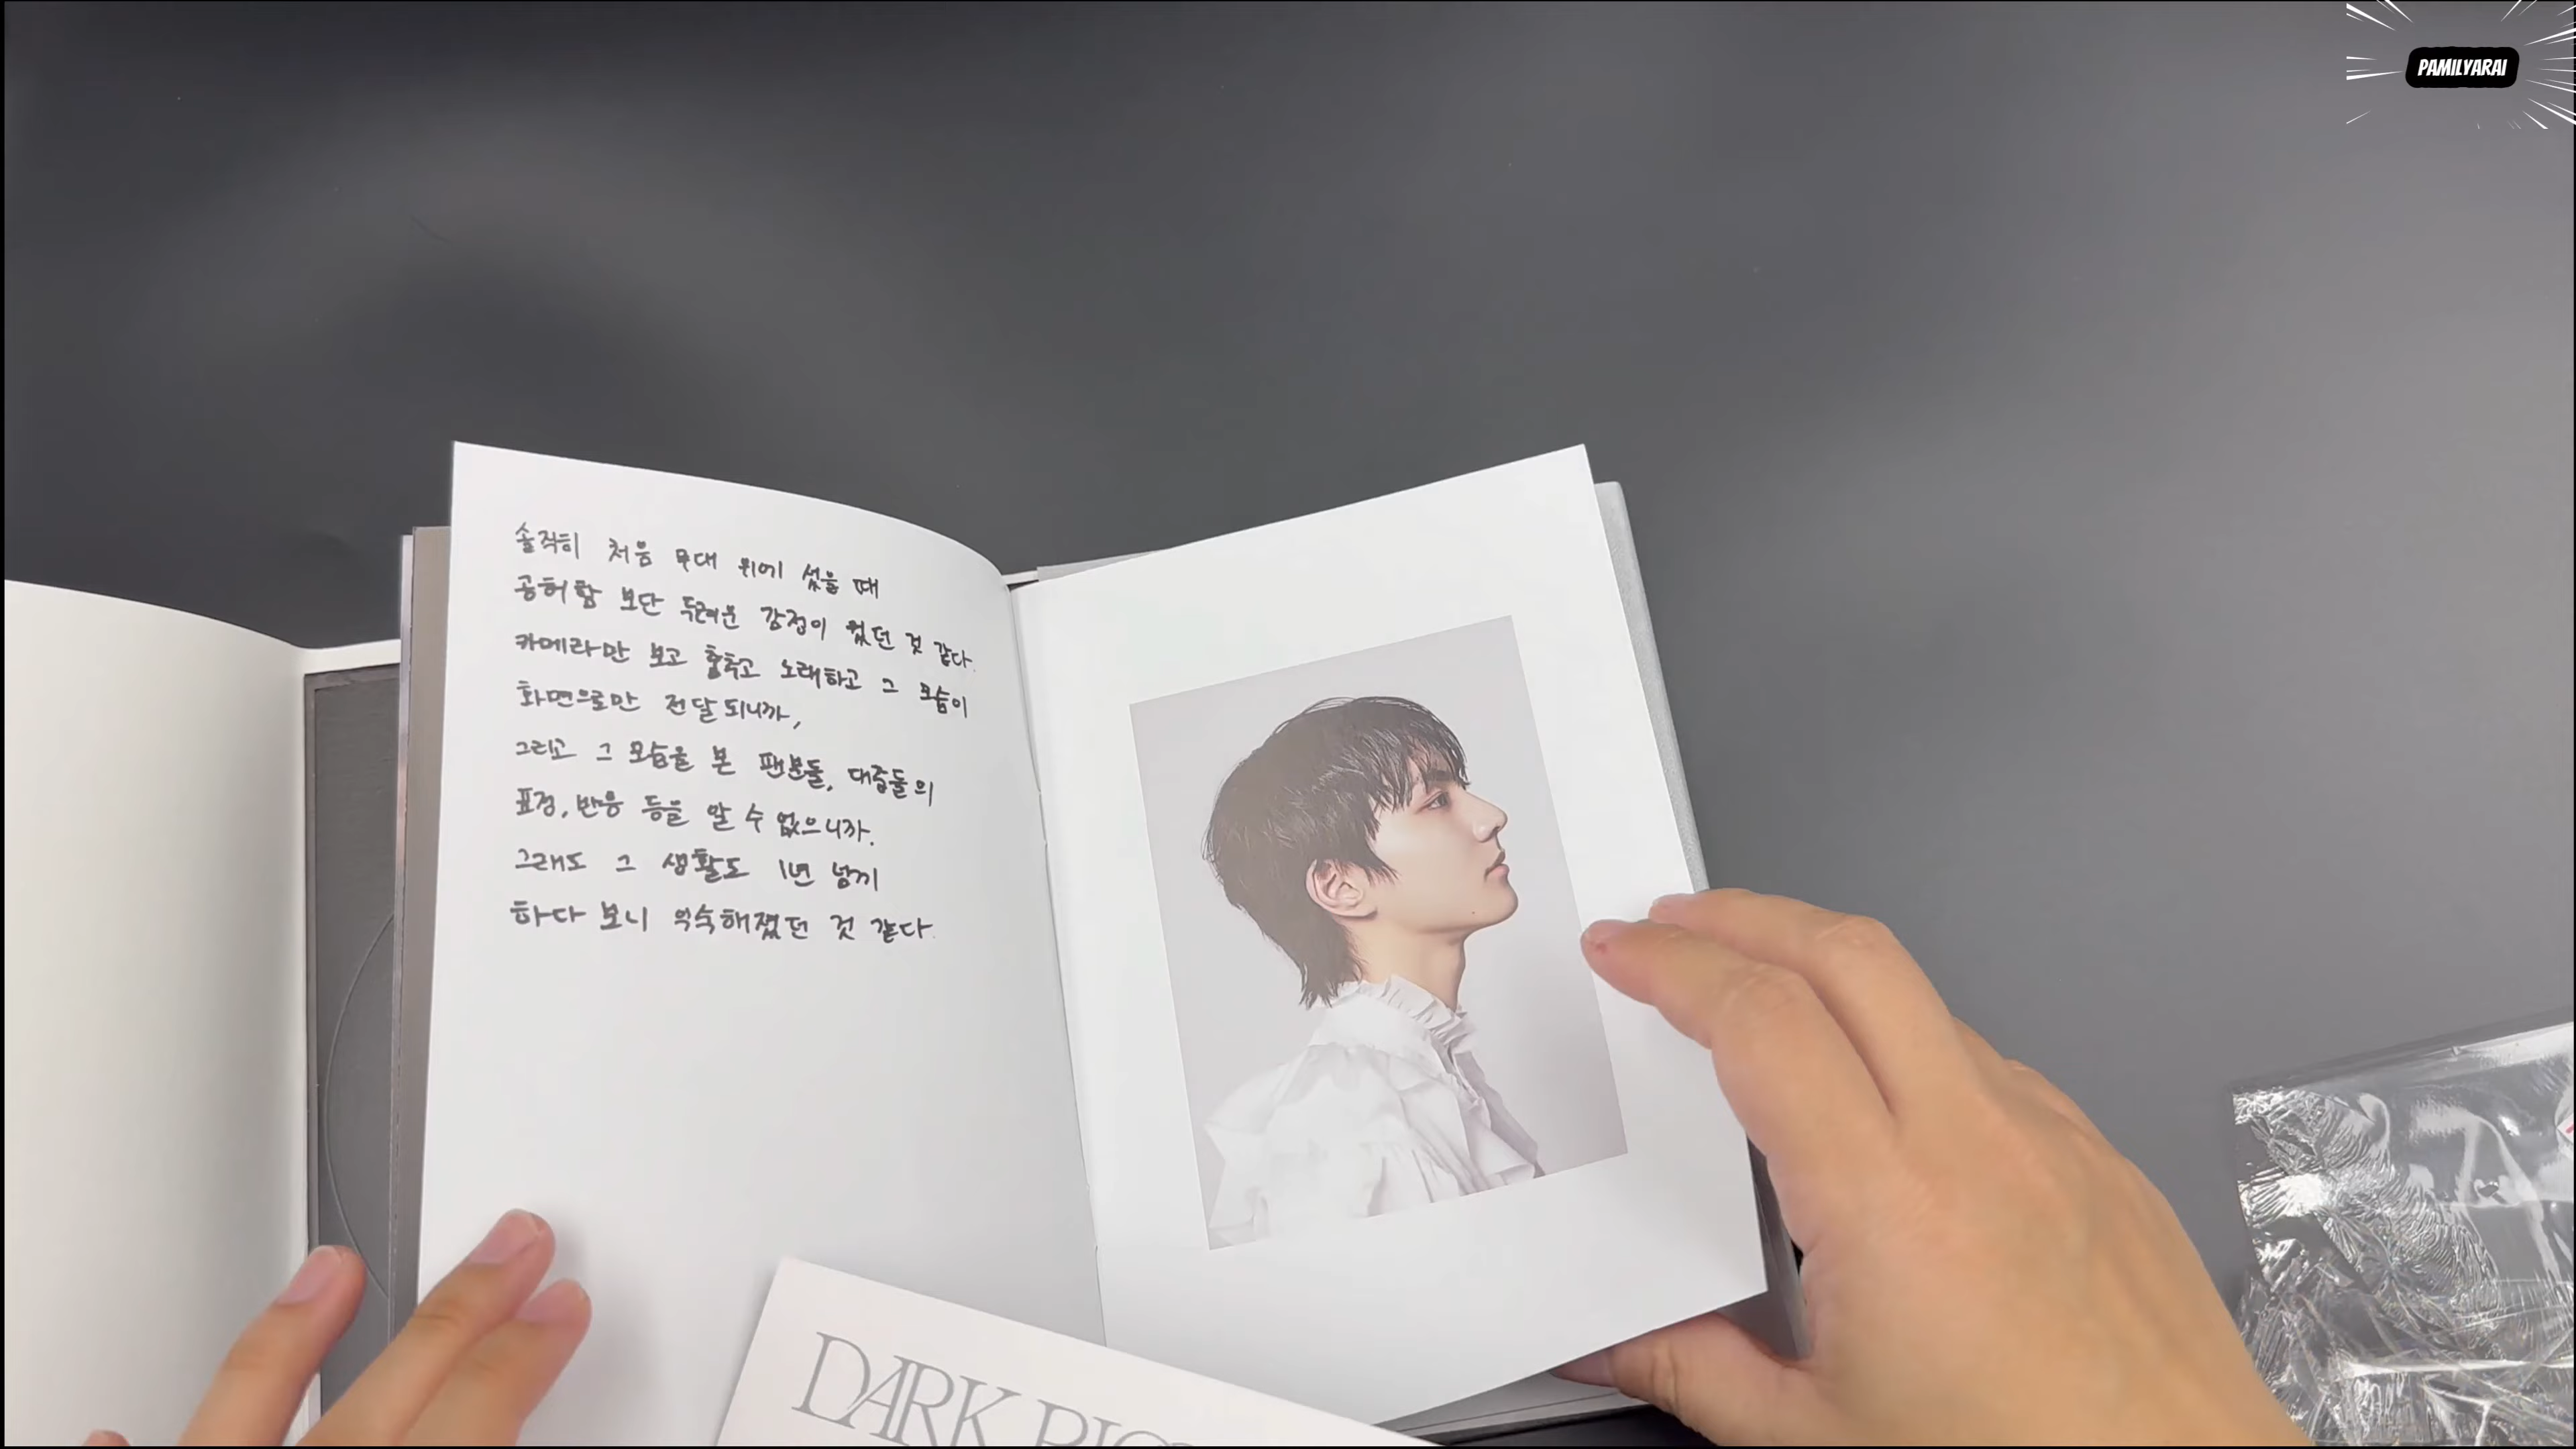 PAMILYARAI
솔직히 처음 무대 위에 섰을 때
공허함 보단 두려운 감정이 컸던 것 같다.
카메라만 보고 춤추고 노래하고 그 모습이
화면으로만 전달되니까,
그리고 그 모습을 본 팬분들, 대중들의
표정, 반응 등을 알 수 없으니까.
그래도 그 생활도 1년 넘기
하다 보니 익숙해졌던 것 같다.
DARK